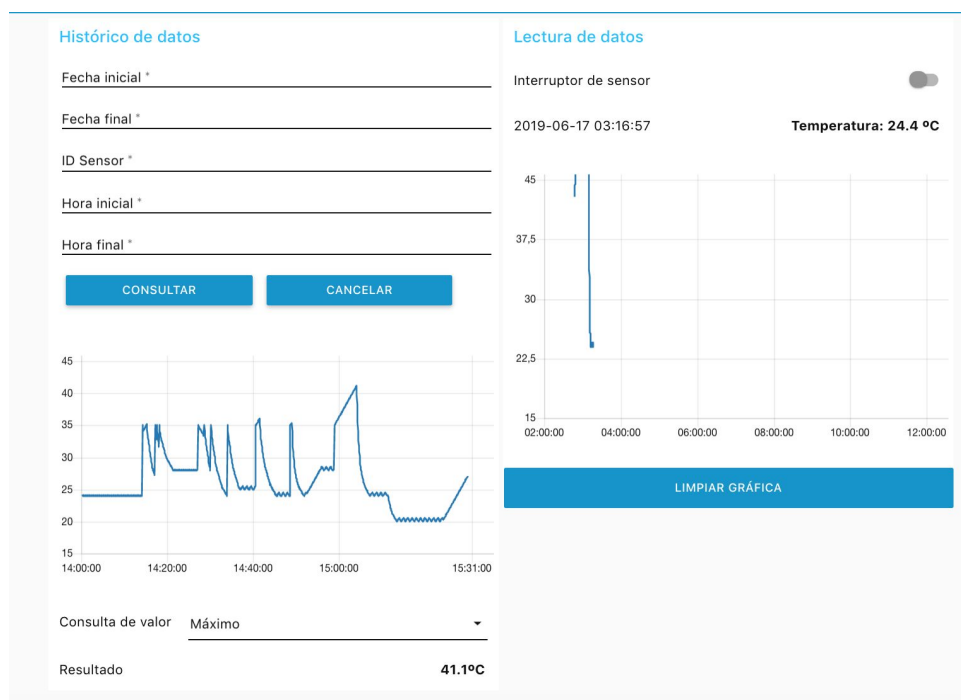 Histórico de datos
Fecha inicial *
Fecha final *
ID Sensor *
Hora inicial *
Hora final *
CONSULTAR CANCELAR
45
40
35
30
25
20
15
14:00:00 14:20:00 14:40:00 15:00:00 15:31:00
Consulta de valor Máximo
Resultado 41.1ºC
Lectura de datos
Interruptor de sensor
2019-06-17 03:16:57 Temperatura: 24.4 ºC
45
37,5
30
22,5
15
02:00:00 04:00:00 06:00:00 08:00:00 10:00:00 12:00:00
LIMPIAR GRÁFICA